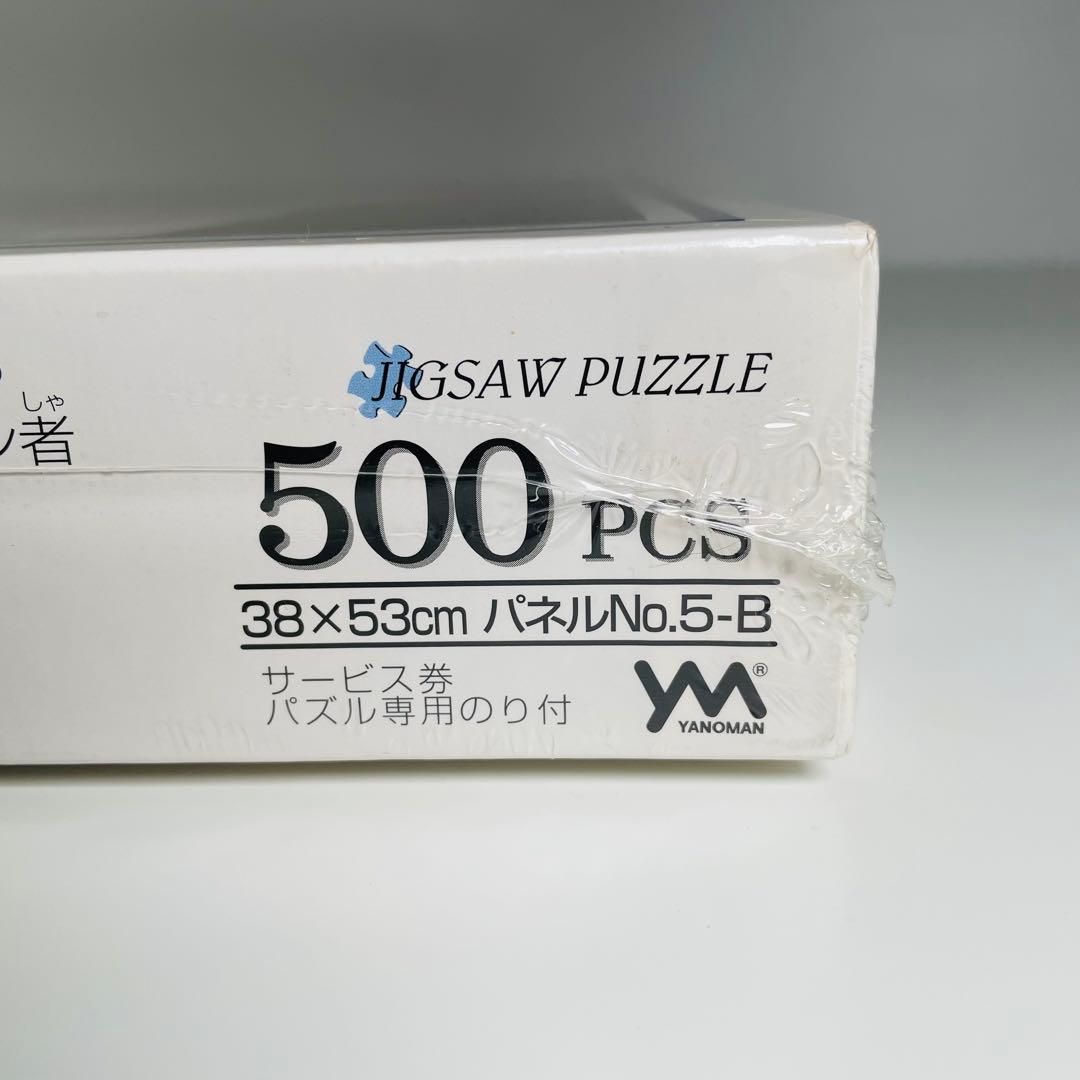 JIGSAW PUZZLE
しゃ
者
500 PCS
38×53cm パネルNo.5-B
サービス券
パズル専用のり付
YM®
YANOMAN